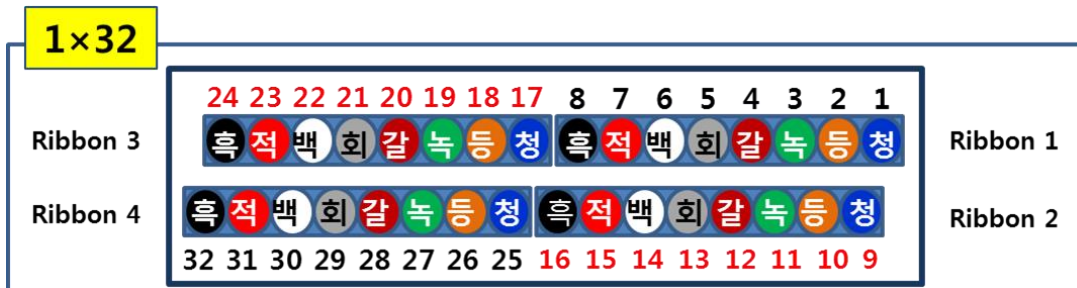 1×32
24 23 22 21 20 19 18 17 8 7 6 5 4 3 2 1
Ribbon 3 흑 적 백 회 갈 녹 등 청 흑 적 백 회 갈 녹 등 청 Ribbon 1
Ribbon 4 흑 적 백 회 갈 녹 등 청 흑 적 백 회 갈 녹 등 청 Ribbon 2
32 31 30 29 28 27 26 25 16 15 14 13 12 11 10 9